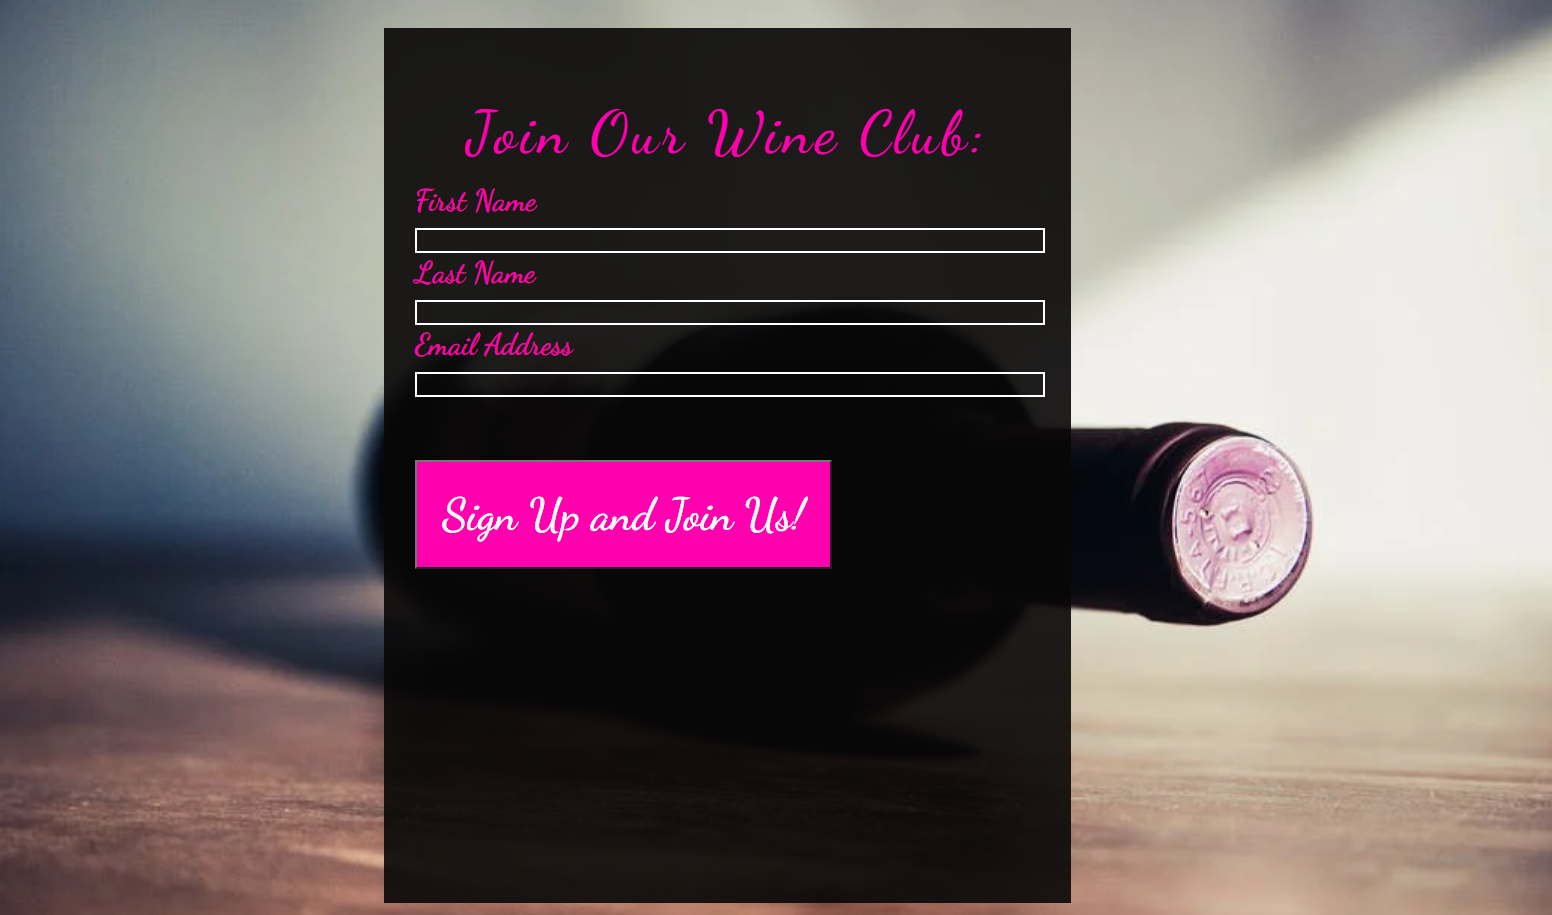 Join Our Wine Club:
First Name
Last Name
Email Address
Sign Up and Join Us!